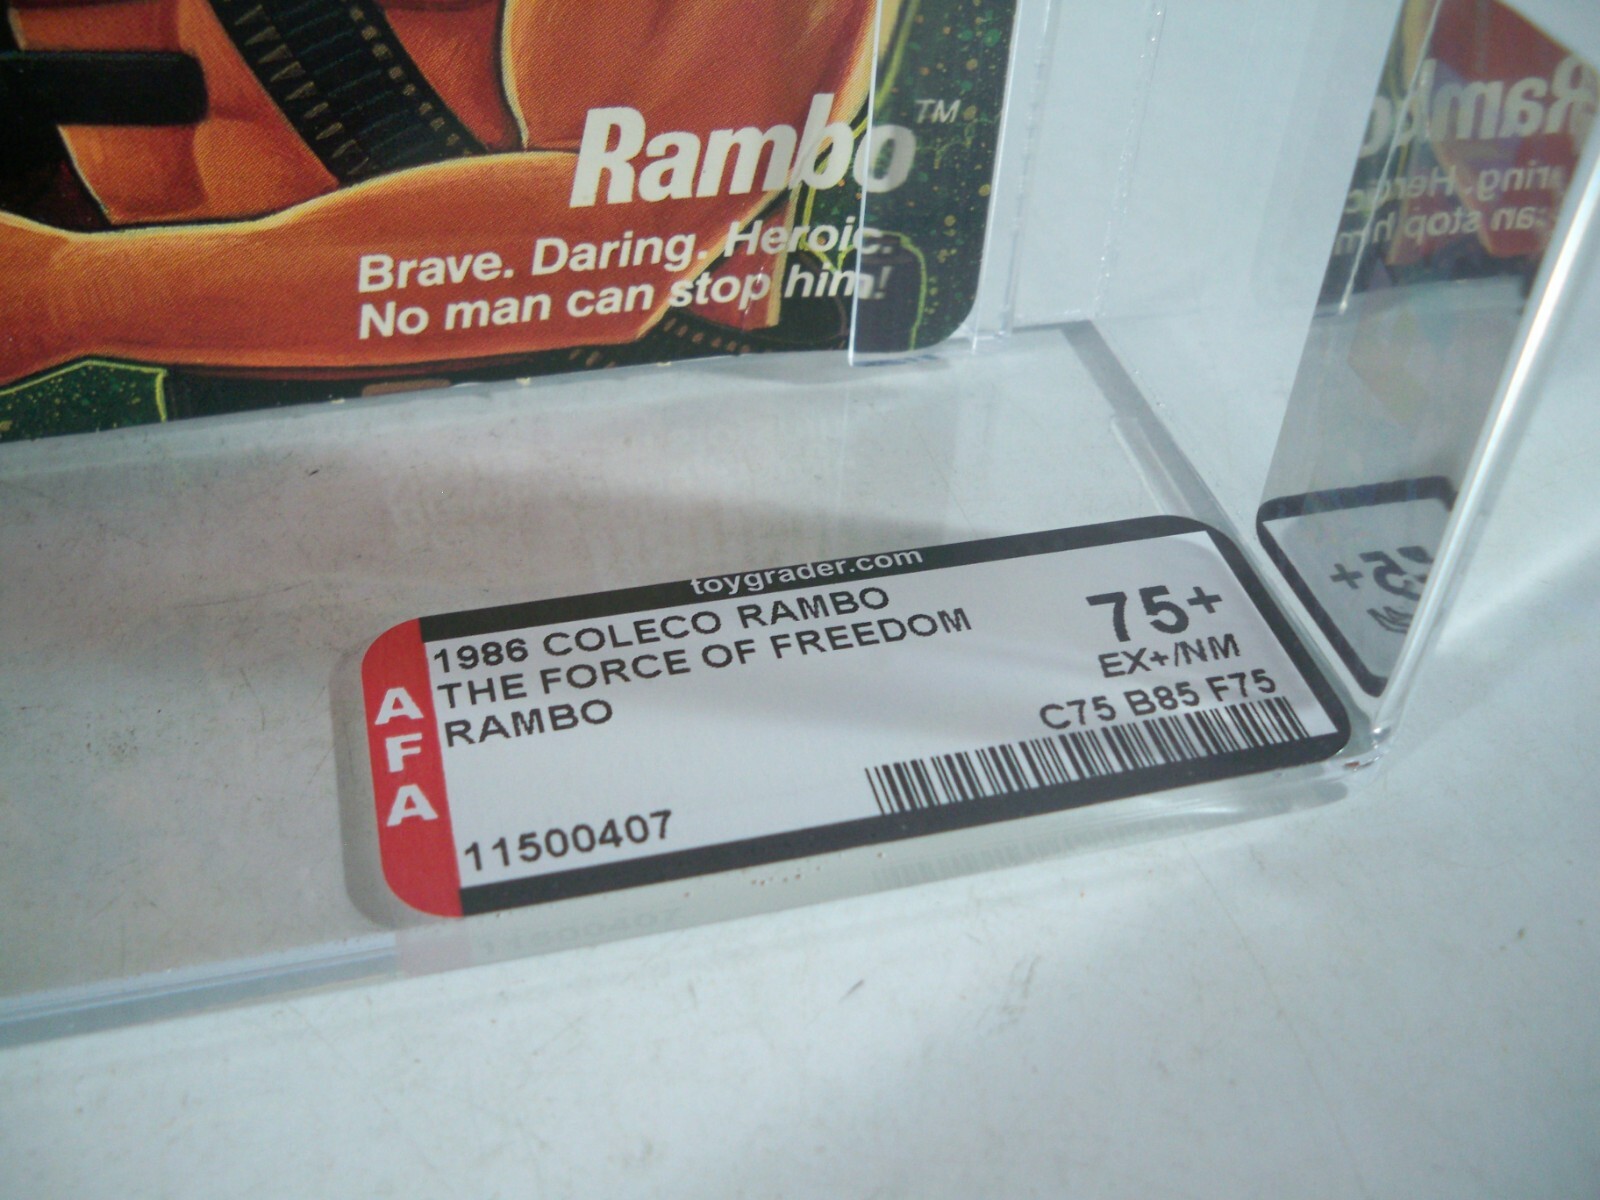 Rambo™
Brave. Daring. Heroic.
No man can stop him!
toygrader.com
AFA
1986 COLECO RAMBO
THE FORCE OF FREEDOM
RAMBO
75+
EX+/NM
C75 B85 F75
11500407